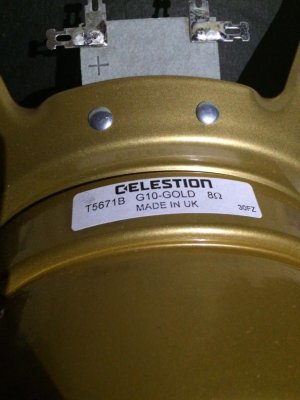 +
CELESTION
T5671B G10-GOLD 8Ω
MADE IN UK
30FZ